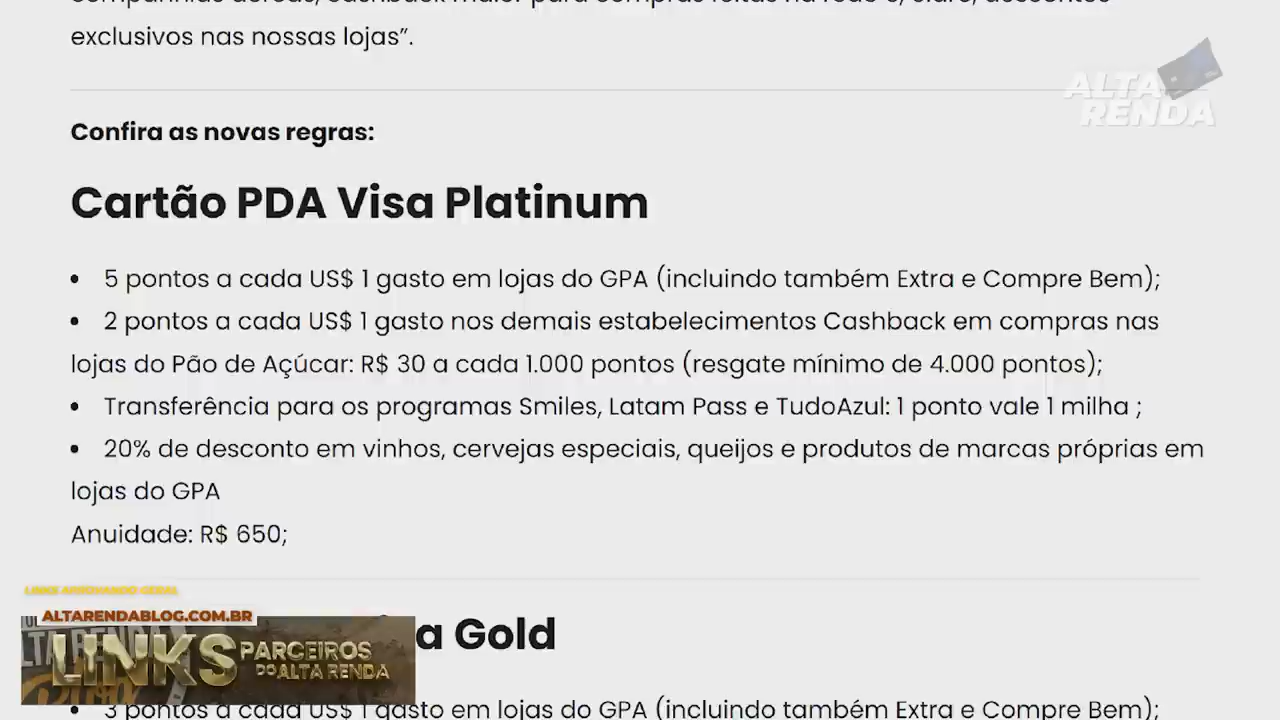 exclusivos nas nossas lojas”.
ALTA
RENDA
Confira as novas regras:
Cartão PDA Visa Platinum
• 5 pontos a cada US$ 1 gasto em lojas do GPA (incluindo também Extra e Compre Bem);
• 2 pontos a cada US$ 1 gasto nos demais estabelecimentos Cashback em compras nas
lojas do Pão de Açúcar: R$ 30 a cada 1.000 pontos (resgate mínimo de 4.000 pontos);
• Transferência para os programas Smiles, Latam Pass e TudoAzul: 1 ponto vale 1 milha ;
• 20% de desconto em vinhos, cervejas especiais, queijos e produtos de marcas próprias em
lojas do GPA
Anuidade: R$ 650;
LINKS APROVANDO GERAL
ALTARENDABLOG.COM.BR
LINKS PARCEIROS
DO ALTA RENDA
a Gold
• 3 pontos a cada US$ 1 gasto em lojas do GPA (incluindo também Extra e Compre Bem);